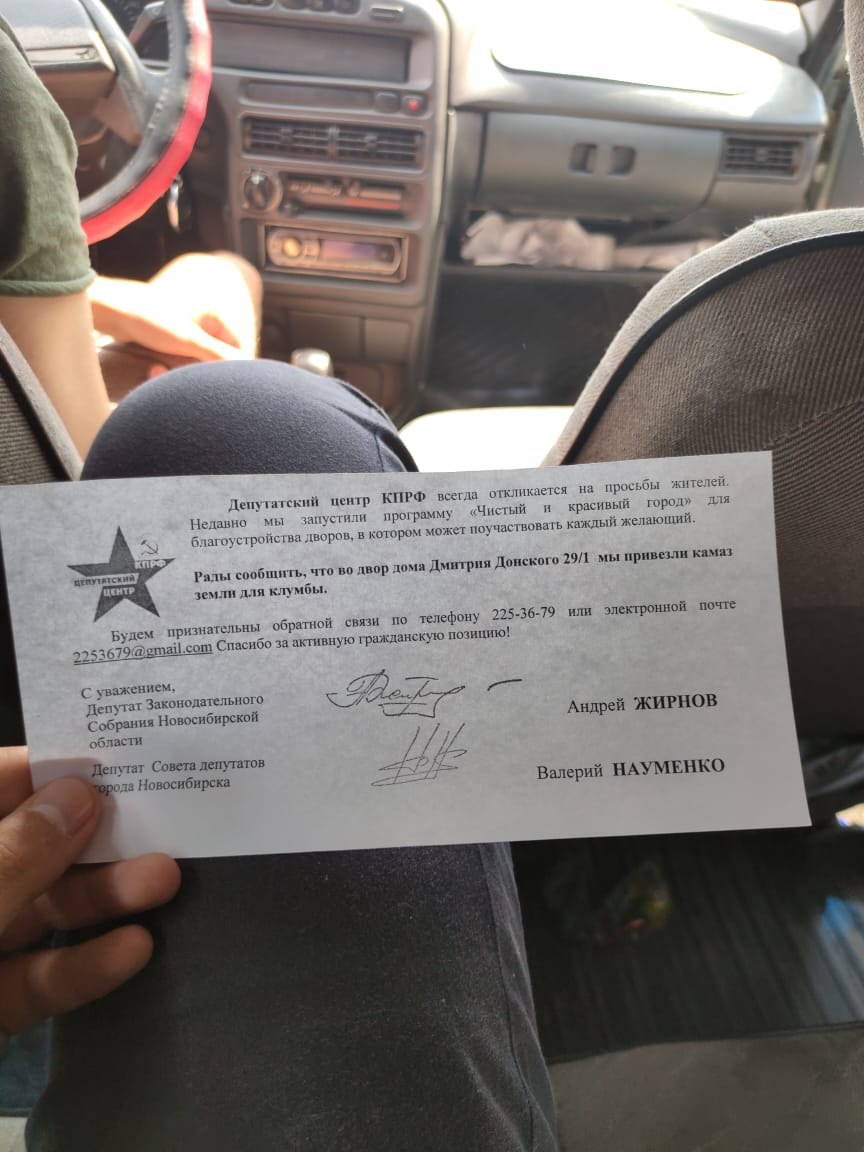 Депутатский центр КПРФ всегда откликается на просьбы жителей.
Недавно мы запустили программу «Чистый и красивый город» для
благоустройства дворов, в котором может поучаствовать каждый желающий.
КПРФ
ДЕПУТАТСКИЙ
ЦЕНТР
Рады сообщить, что во двор дома Дмитрия Донского 29/1 мы привезли камаз
земли для клумбы.
Будем признательны обратной связи по телефону 225-36-79 или электронной почте
2253679@gmail.com Спасибо за активную гражданскую позицию!
С уважением,
Депутат Законодательного
Собрания Новосибирской
области
Андрей ЖИРНОВ
Депутат Совета депутатов
города Новосибирска
Валерий НАУМЕНКО